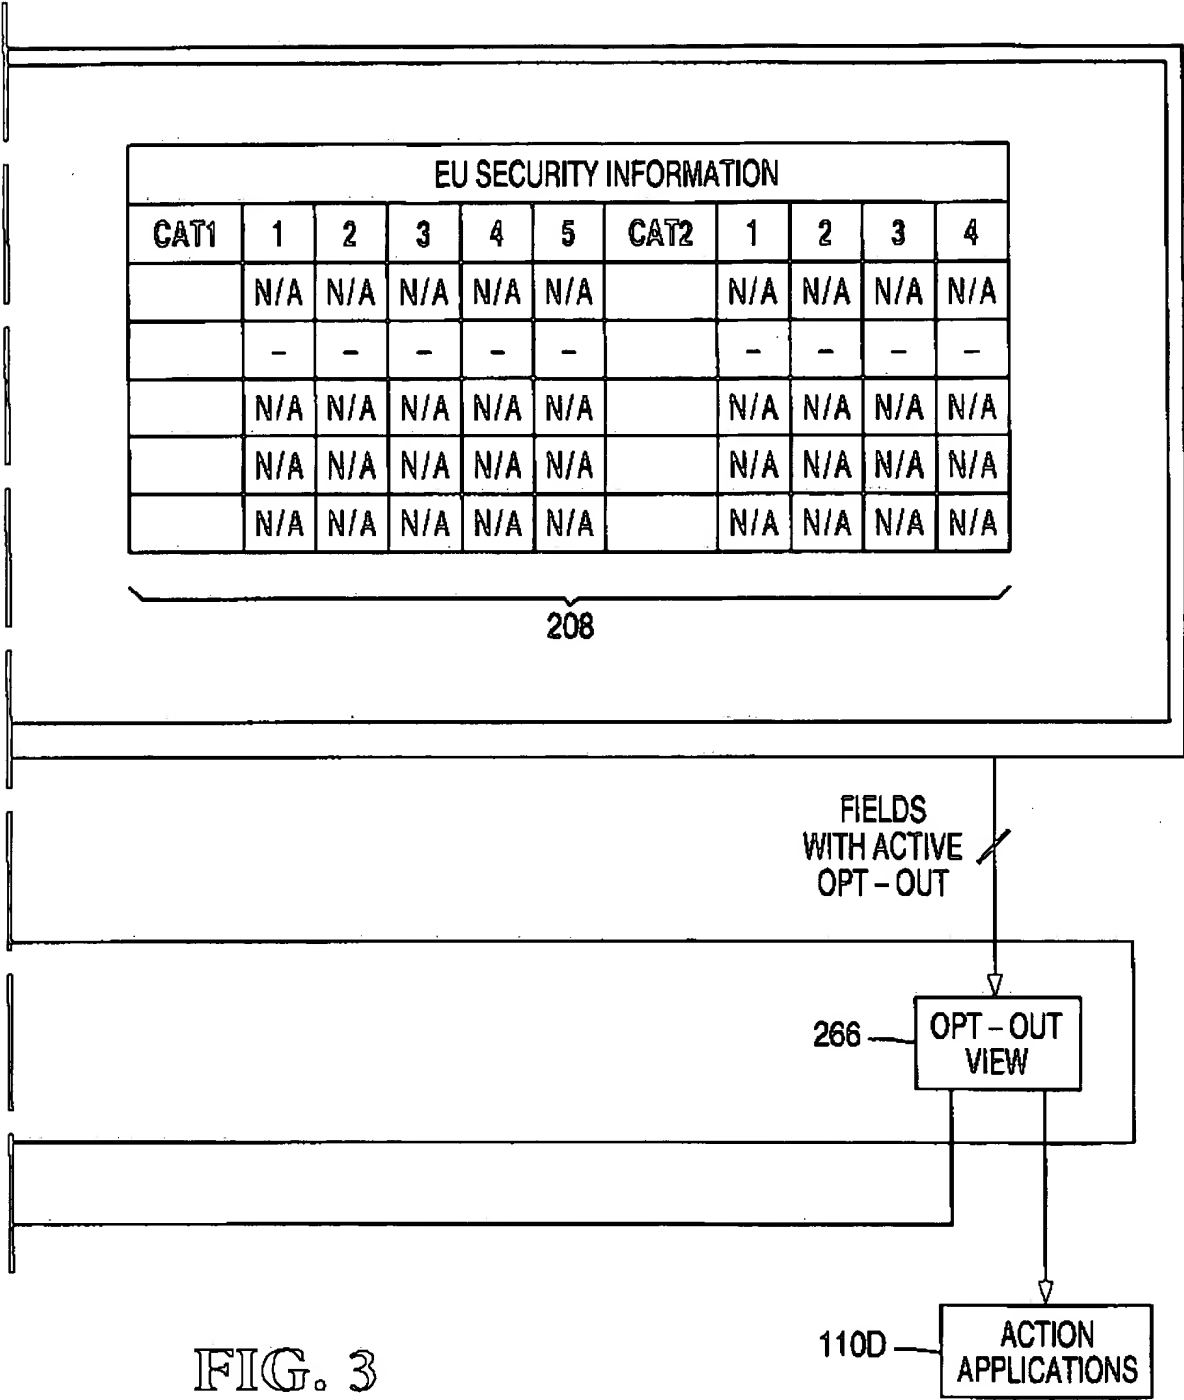 EU SECURITY INFORMATION
CAT1 1 2 3 4 5 CAT2 1 2 3 4
N/A N/A N/A N/A N/A N/A N/A N/A N/A
– – – – – – – – –
N/A N/A N/A N/A N/A N/A N/A N/A N/A
N/A N/A N/A N/A N/A N/A N/A N/A N/A
N/A N/A N/A N/A N/A N/A N/A N/A N/A
208
FIELDS
WITH ACTIVE
OPT – OUT
266
OPT – OUT
VIEW
110D
ACTION
APPLICATIONS
FIG. 3